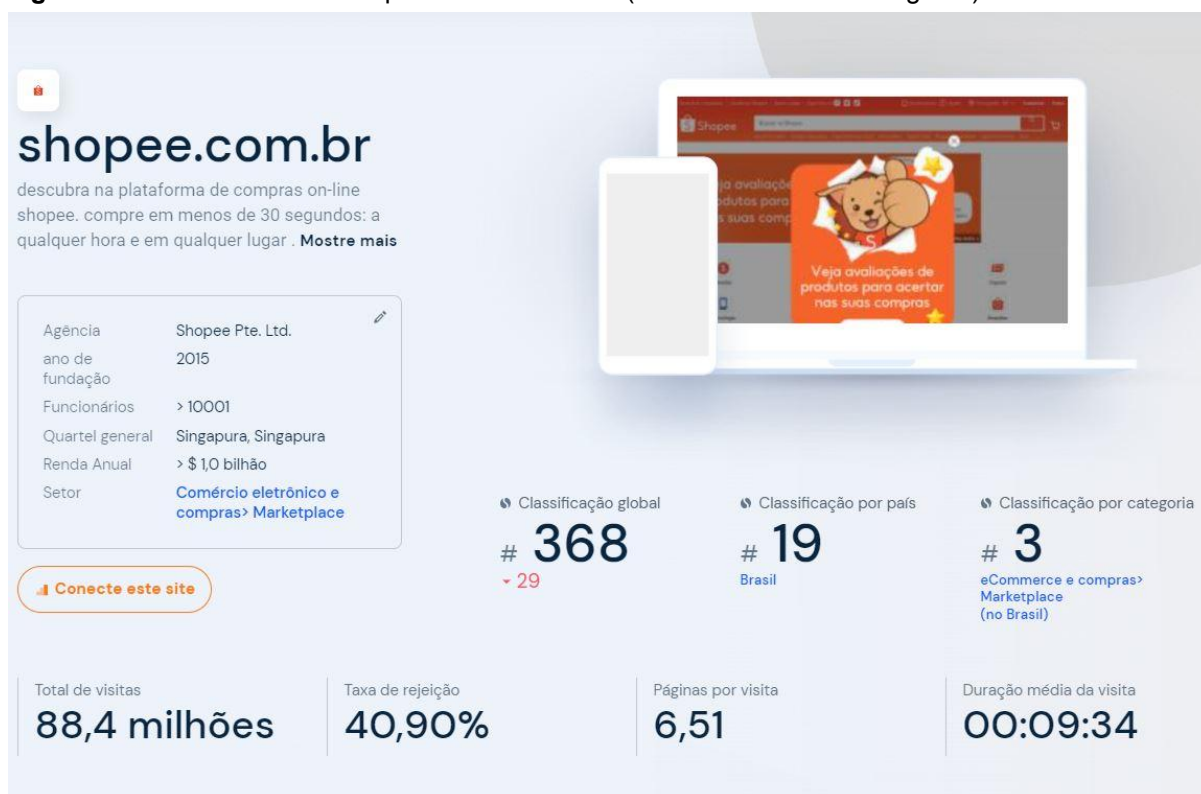 shopee.com.br
descubra na plataforma de compras on-line
shopee. compre em menos de 30 segundos: a
qualquer hora e em qualquer lugar . Mostre mais
Agência Shopee Pte. Ltd.
ano de fundação 2015
Funcionários > 10001
Quartel general Singapura, Singapura
Renda Anual > $ 1,0 bilhão
Setor Comércio eletrônico e
compras> Marketplace
Conecte este site
Shopee
Veja avaliações de
produtos para acertar
nas suas compras
Classificação global
# 368
29
Classificação por país
# 19
Brasil
Classificação por categoria
# 3
eCommerce e compras>
Marketplace
(no Brasil)
Total de visitas
88,4 milhões
Taxa de rejeição
40,90%
Páginas por visita
6,51
Duração média da visita
00:09:34